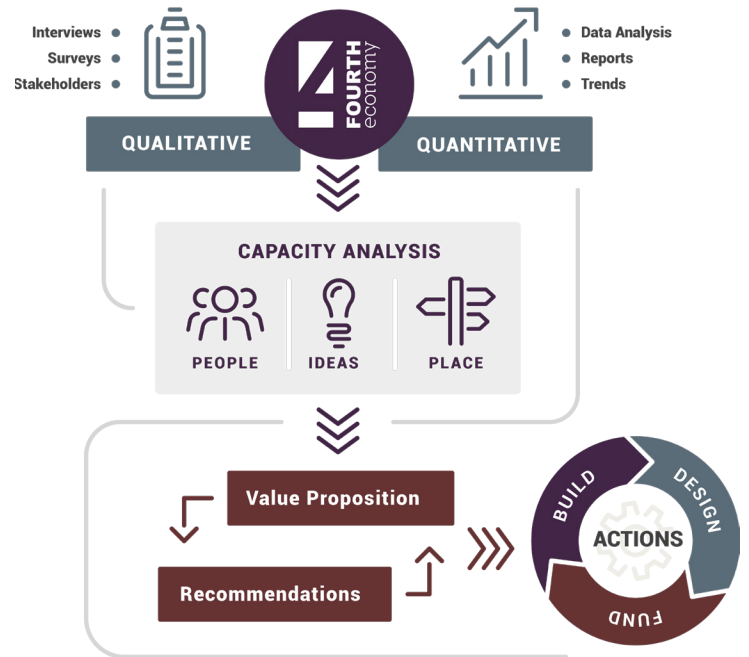 Interviews
Surveys
Stakeholders
4
FOURTH
economy
Data Analysis
Reports
Trends
QUALITATIVE
QUANTITATIVE
CAPACITY ANALYSIS
PEOPLE
IDEAS
PLACE
Value Proposition
Recommendations
BUILD
DESIGN
ACTIONS
FUND